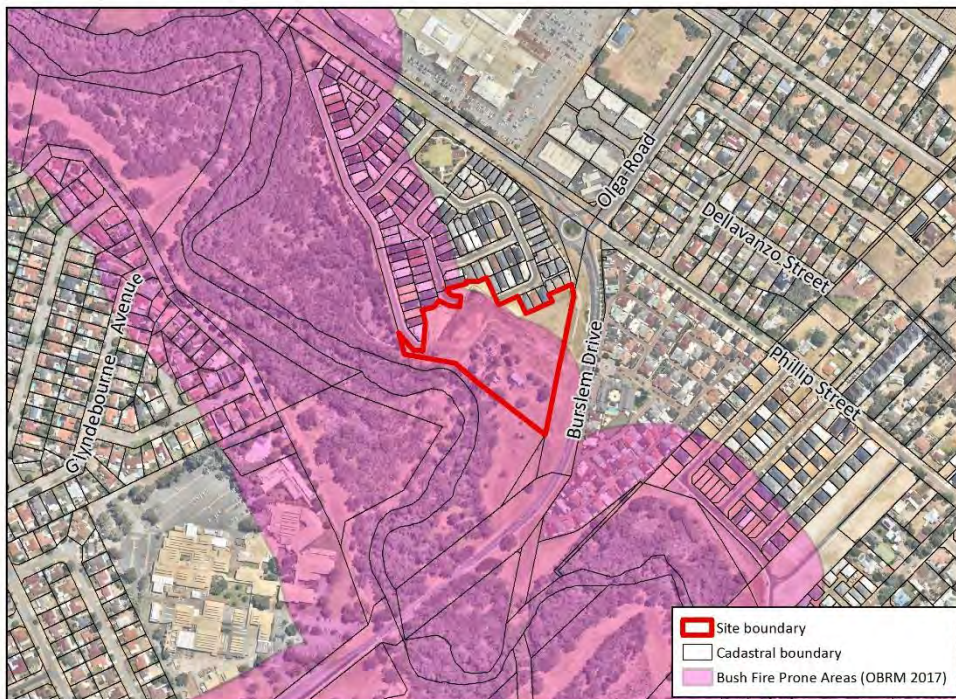 Olga Road
Dellavanzo Street
Glyndebourne Avenue
Burslem Drive
Phillip Street
Site boundary
Cadastral boundary
Bush Fire Prone Areas (OBRM 2017)